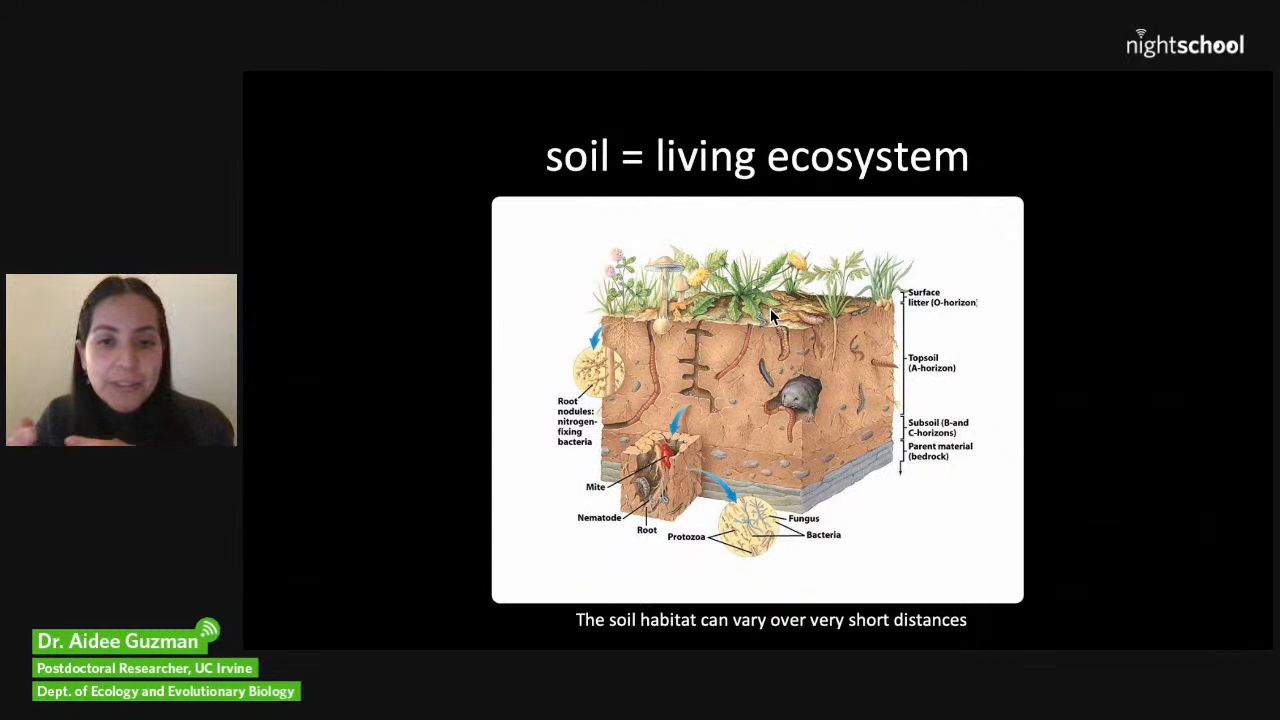 nightschool
soil = living ecosystem
Surface
litter (O-horizon)
Topsoil
(A-horizon)
Root
nodules:
nitrogen-
fixing
bacteria
Subsoil (B-and
C-horizons)
Parent material
(bedrock)
Mite
Nematode
Root
Protozoa
Fungus
Bacteria
The soil habitat can vary over very short distances
Dr. Aidee Guzman
Postdoctoral Researcher, UC Irvine
Dept. of Ecology and Evolutionary Biology